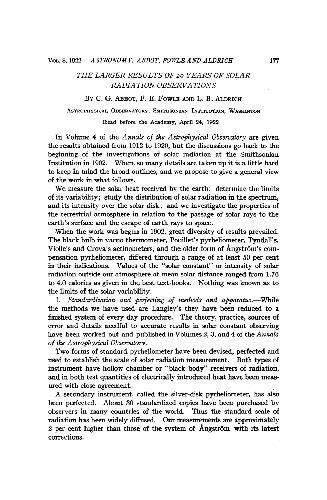 VOL. 8, 1922 ASTRONOMY: ABBOT, FOWLE AND ALDRICH 177
THE LARGER RESULTS OF 20 YEARS OF SOLAR
RADIATION OBSERVATIONS
BY C. G. ABBOT, F. E. FOWLE AND L. B. ALDRICH
ASTROPHYSICAL OBSERVATORY, SMITHSONIAN INSTITUTION, WASHINGTON
Read before the Academy, April 24, 1922
In Volume 4 of the Annals of the Astrophysical Observatory are given
the results obtained from 1912 to 1920, but the discussions go back to the
beginning of the investigations of solar radiation at the Smithsonian
Institution in 1902. Where so many details are taken up it is a little hard
to keep in mind the broad outlines, and we propose to give a general view
of the work in what follows.
We measure the solar heat received by the earth; determine the limits
of its variability; study the distribution of solar radiation in the spectrum,
and its intensity over the solar disk; and we investigate the properties of
the terrestrial atmosphere in relation to the passage of solar rays to the
earth's surface and the escape of earth rays to space.
When the work was begun in 1902, great diversity of results prevailed.
The black bulb in vacuo thermometer, Pouillet's pyrheliometer, Tyndall's,
Violle's and Crova's actinometers, and the older form of Ångström's com-
pensation pyrheliometer, differed through a range of at least 50 per cent
in their indications. Values of the "solar constant" or intensity of solar
radiation outside our atmosphere at mean solar distance ranged from 1.76
to 4.0 calories as given in the best text-books. Nothing was known as to
the limits of the solar variability.
1. Standardization and perfecting of methods and apparatus.—While
the methods we have used are Langley's they have been reduced to a
finished system of every day procedure. The theory, practice, sources of
error and details needful to accurate results in solar constant observing
have been worked out and published in Volumes 2, 3, and 4 of the Annals
of the Astrophysical Observatory.
Two forms of standard pyrheliometer have been devised, perfected and
used to establish the scale of solar radiation measurement. Both types of
instrument have hollow chamber or "black body" receivers of radiation,
and in both test quantities of electrically introduced heat have been meas-
ured with close agreement.
A secondary instrument, called the silver-disk pyrheliometer, has also
been perfected. About 30 standardized copies have been purchased by
observers in many countries of the world. Thus the standard scale of
radiation has been widely diffused. Our measurements are approximately
2 per cent higher than those of the system of Ångström with its latest
corrections.